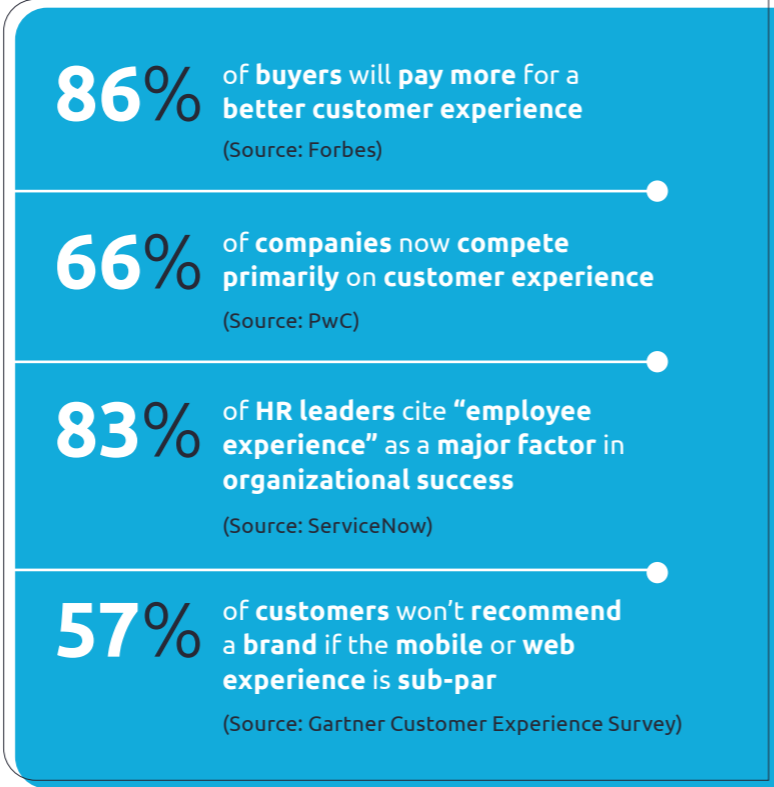 86% of buyers will pay more for a
better customer experience
(Source: Forbes)
66% of companies now compete
primarily on customer experience
(Source: PwC)
83% of HR leaders cite “employee
experience” as a major factor in
organizational success
(Source: ServiceNow)
57% of customers won’t recommend
a brand if the mobile or web
experience is sub-par
(Source: Gartner Customer Experience Survey)